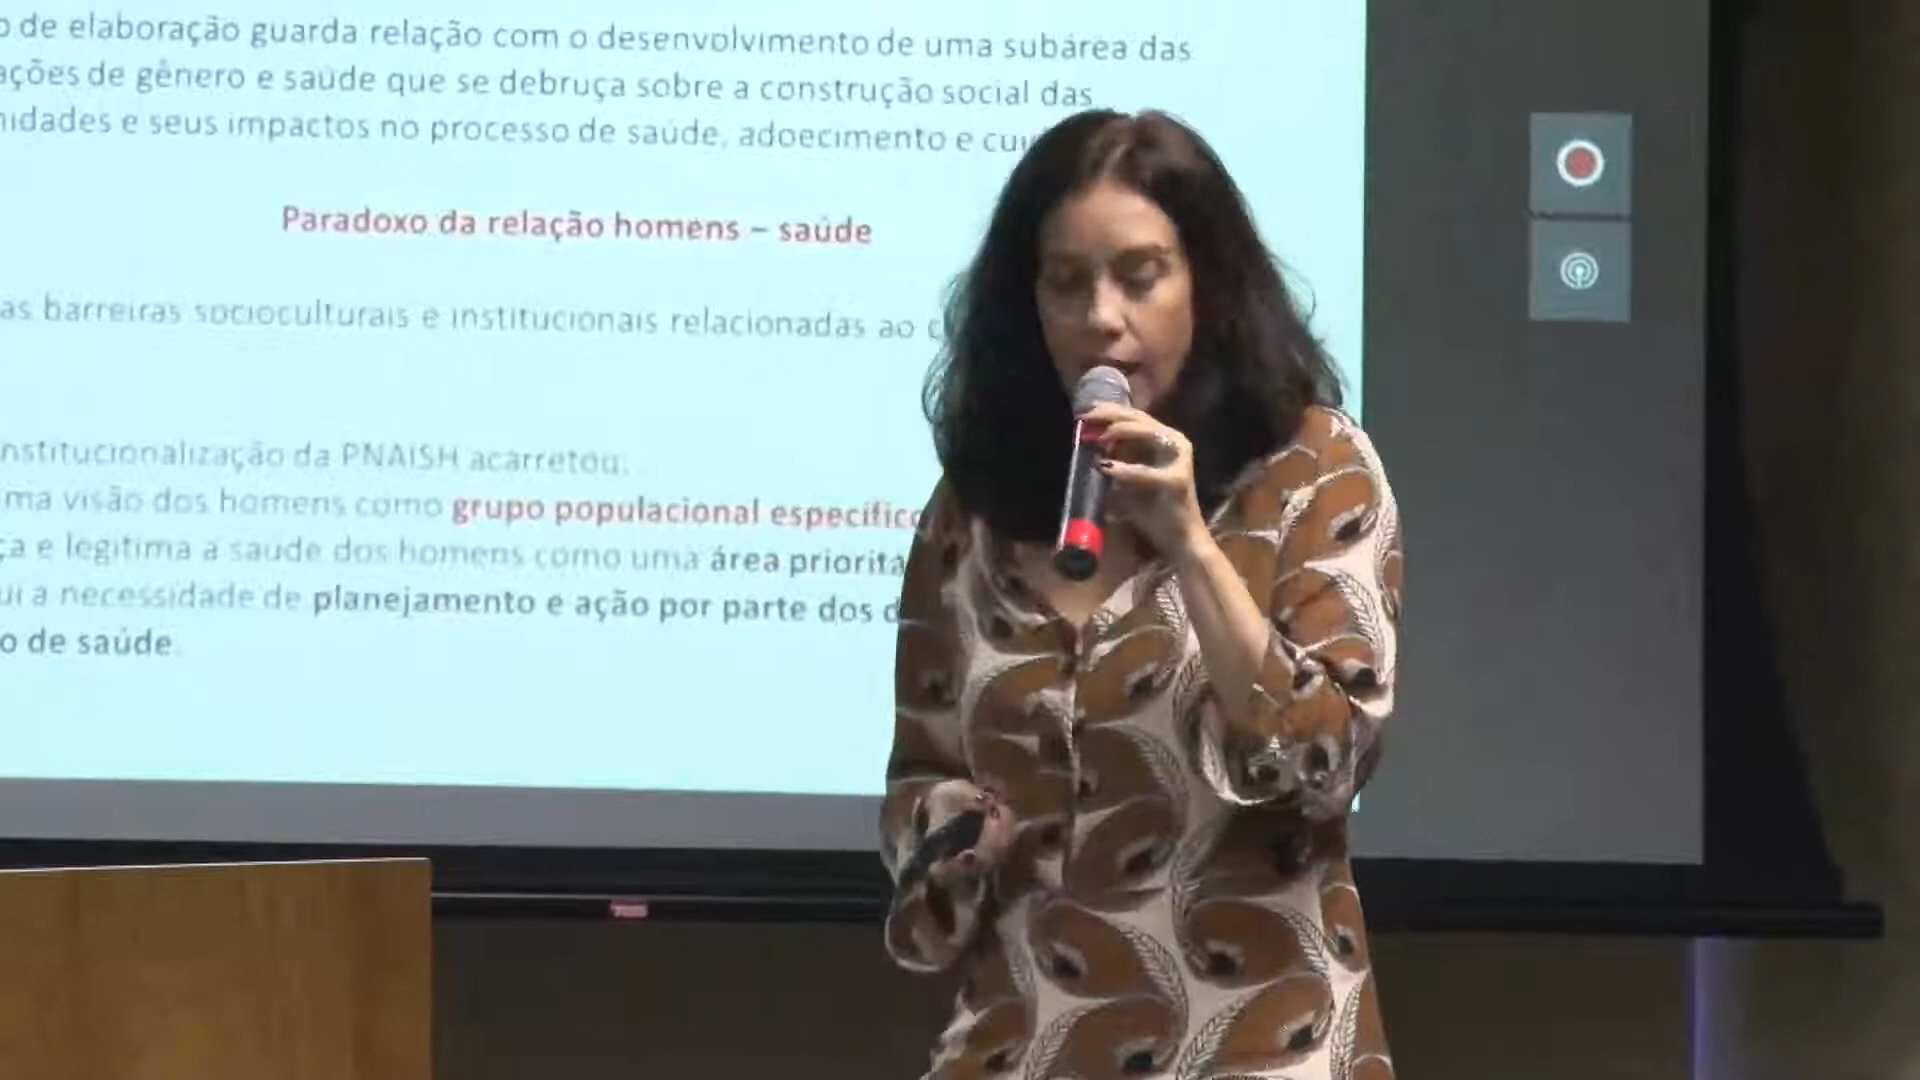 de elaboração guarda relação com o desenvolvimento de uma subárea das
ações de gênero e saúde que se debruça sobre a construção social das
nidades e seus impactos no processo de saúde, adoecimento e
Paradoxo da relação homens – saúde
as barreiras socioculturais e institucionais relacionadas ao
nstitucionalização da PNAISH acarretou:
ma visão dos homens como grupo populacional específico
ça e legitima a saúde dos homens como uma área priorita
ui a necessidade de planejamento e ação por parte dos
o de saúde.